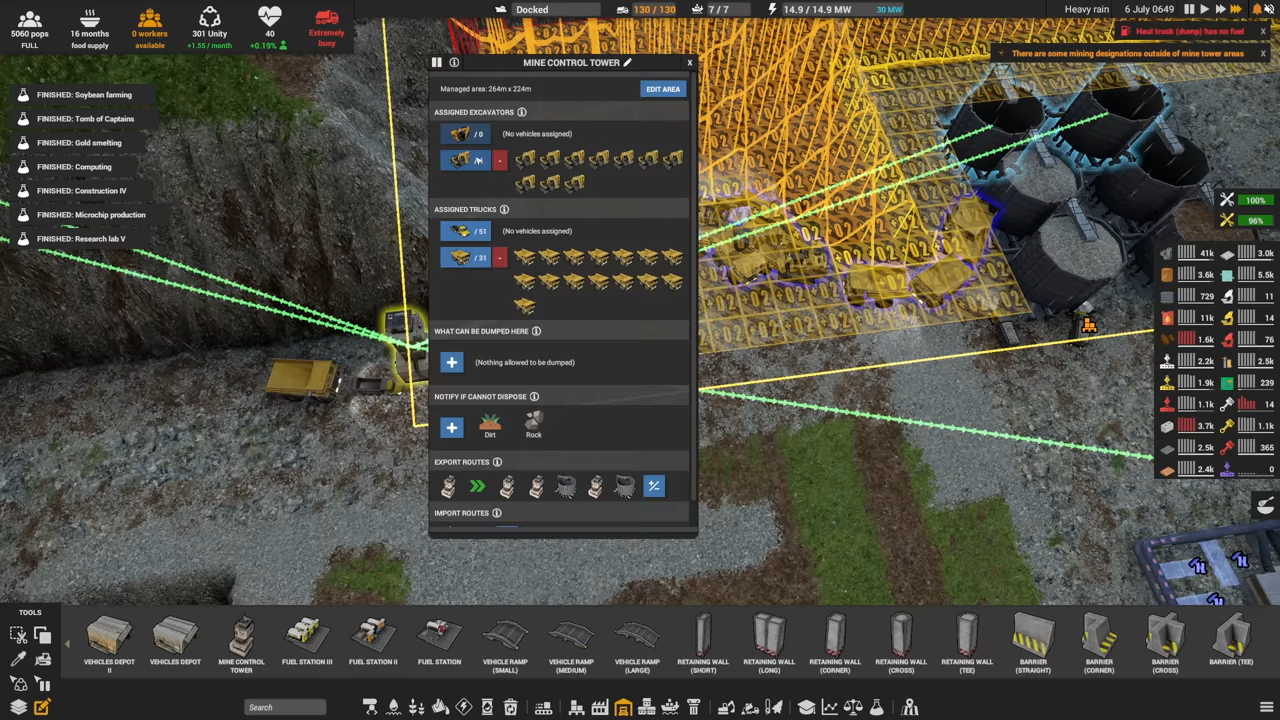 5060 pops
FULL
16 months
food supply
0 workers
available
301 Unity
+1.55 / month
40
+0.19%
Extremely
busy
Docked
130 / 130
7 / 7
14.9 / 14.9 MW
30 MW
Heavy rain
6 July 0649
Haul truck (dump) has no fuel
X
There are some mining designations outside of mine tower areas
X
FINISHED: Soybean farming
FINISHED: Tomb of Captains
FINISHED: Gold smelting
FINISHED: Computing
FINISHED: Construction IV
FINISHED: Microchip production
FINISHED: Research lab V
MINE CONTROL TOWER
x
Managed area: 264m x 224m
EDIT AREA
ASSIGNED EXCAVATORS
/ 0
(No vehicles assigned)
-
ASSIGNED TRUCKS
/ 51
(No vehicles assigned)
/ 31
-
WHAT CAN BE DUMPED HERE
+
(Nothing allowed to be dumped)
NOTIFY IF CANNOT DISPOSE
+
Dirt
Rock
EXPORT ROUTES
IMPORT ROUTES
100%
96%
41k
3.0k
3.6k
5.5k
729
11
11k
14
1.6k
76
2.2k
2.5k
1.9k
239
1.1k
14
3.7k
1.1k
2.5k
365
2.4k
0
TOOLS
VEHICLES DEPOT
II
VEHICLES DEPOT
MINE CONTROL
TOWER
FUEL STATION III
FUEL STATION II
FUEL STATION
VEHICLE RAMP
(SMALL)
VEHICLE RAMP
(MEDIUM)
VEHICLE RAMP
(LARGE)
RETAINING WALL
(SHORT)
RETAINING WALL
(LONG)
RETAINING WALL
(CORNER)
RETAINING WALL
(CROSS)
RETAINING WALL
(TEE)
BARRIER
(STRAIGHT)
BARRIER
(CORNER)
BARRIER
(CROSS)
BARRIER (TEE)
Search